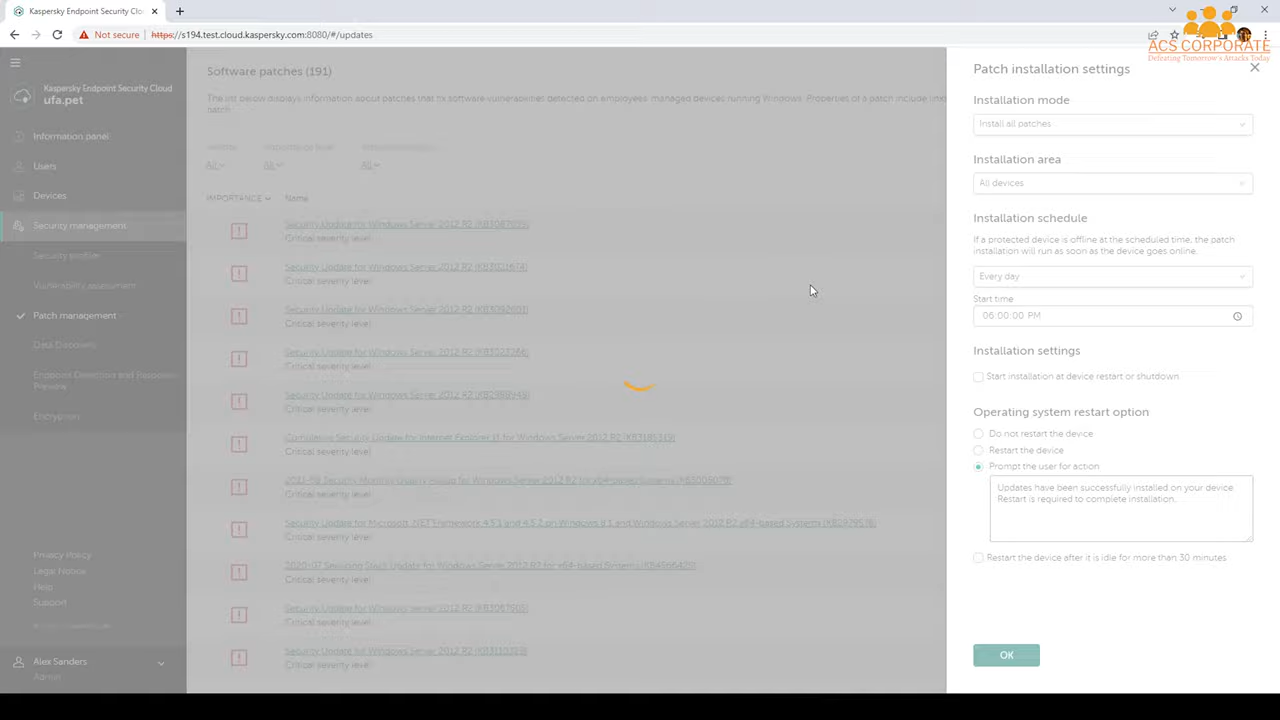 Kaspersky Endpoint Security Clo
Not secure
https://s194.test.cloud.kaspersky.com:8080/#/updates
ACS CORPORATE
Defeating Tomorrow's Attacks Today
Kaspersky Endpoint Security Cloud
ufa.pet
Information panel
Users
Devices
Security management
Security profiles
Vulnerability assessment
Patch management
Data Discovery
Endpoint Detection and Response
Preview
Encryption
Privacy Policy
Legal Notice
Help
Support
Alex Sanders
Admin
Software patches (191)
The list below displays information about patches that fix software vulnerabilities detected on employees' managed devices running Windows. Properties of a patch include
patch.
All
All
All
IMPORTANCE
Name
Security Update for Windows Server 2012 R2
Critical severity level
Security Update for Windows Server 2012 R2
Critical severity level
Security Update for Windows Server 2012 R2
Critical severity level
Security Update for Windows Server 2012 R2
Critical severity level
Security Update for Windows Server 2012 R2
Critical severity level
Cumulative Security Update for Internet Explorer 11 for Windows Server 2012 R2
Critical severity level
Security Monthly Quality Rollup for Windows Server 2012 R2 for x64-based Systems
Critical severity level
Security Update for Microsoft .NET Framework 4.5.1 and 4.5.2 on Windows 8.1 and Windows Server 2012 R2 x64-based Systems
Critical severity level
2020-07 Servicing Stack Update for Windows Server 2012 R2 for x64-based Systems
Critical severity level
Security Update for Windows Server 2012 R2
Critical severity level
Security Update for Windows Server 2012 R2
Critical severity level
Patch installation settings
Installation mode
Install all patches
Installation area
All devices
Installation schedule
If a protected device is offline at the scheduled time, the patch
installation will run as soon as the device goes online.
Every day
Start time
06:00:00 PM
Installation settings
Start installation at device restart or shutdown
Operating system restart option
Do not restart the device
Restart the device
Prompt the user for action
Updates have been successfully installed on your device.
Restart is required to complete installation.
Restart the device after it is idle for more than 30 minutes
OK